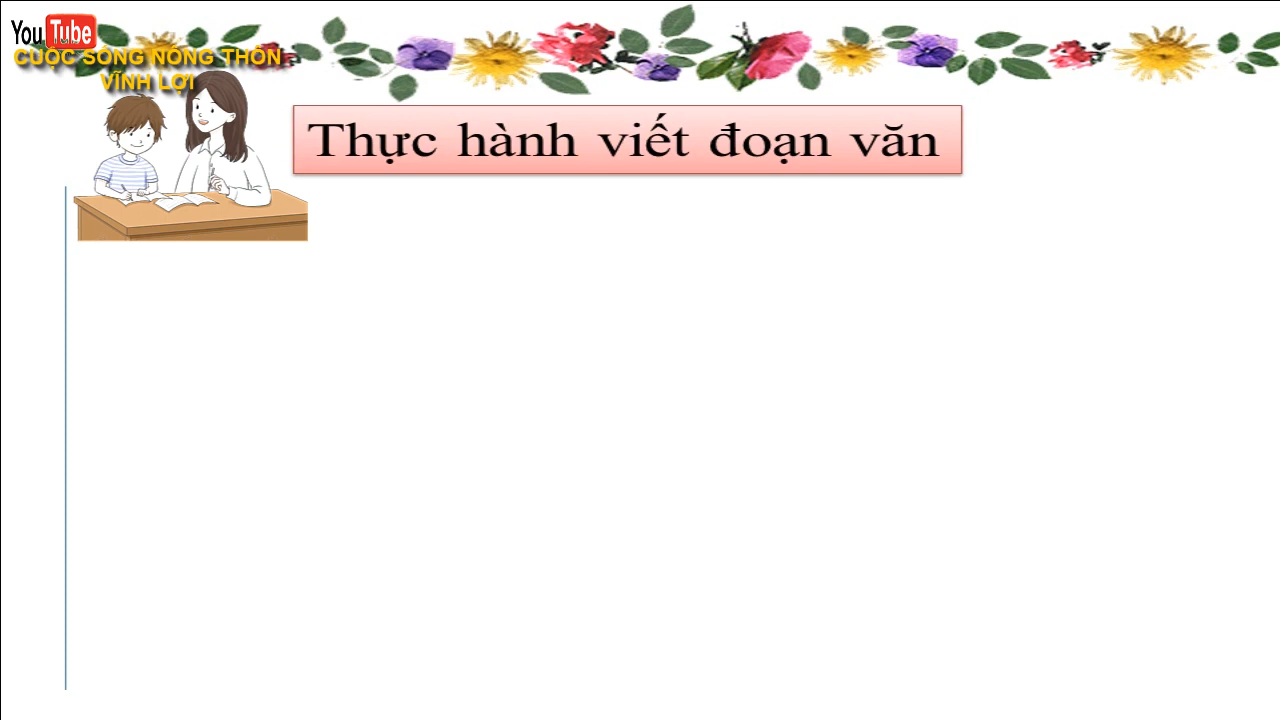 YouTube
CUỘC SỐNG NÔNG THÔN
VĨNH LỢI
Thực hành viết đoạn văn